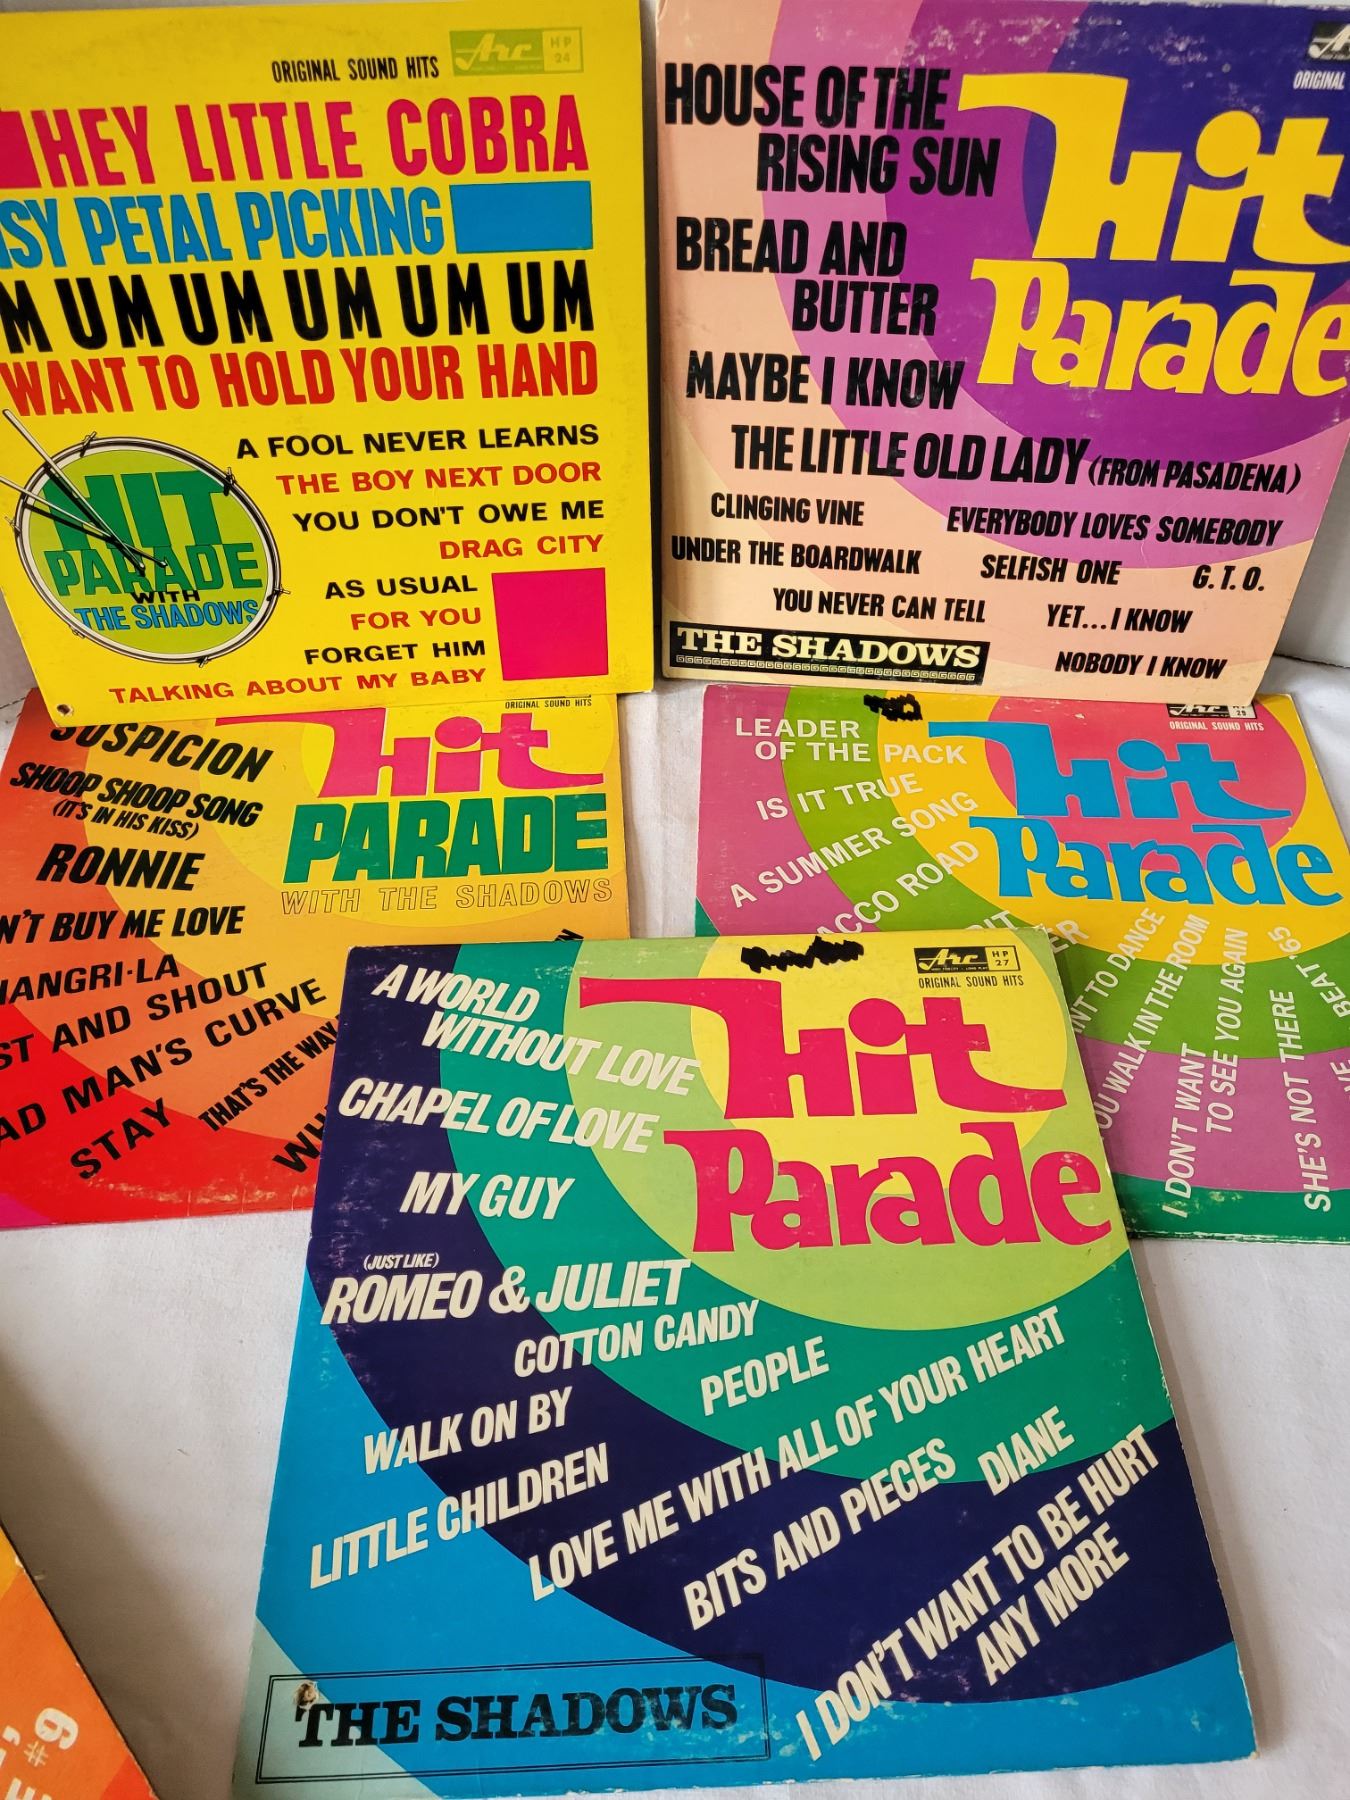 ORIGINAL SOUND HITS
Arc
HP
24
HEY LITTLE COBRA
PETAL PICKING
UM UM UM UM UM
WANT TO HOLD YOUR HAND
A FOOL NEVER LEARNS
THE BOY NEXT DOOR
YOU DON'T OWE ME
DRAG CITY
AS USUAL
FOR YOU
FORGET HIM
TALKING ABOUT MY BABY
HIT
PARADE
WITH
THE SHADOWS
ORIGINAL
HOUSE OF THE
RISING SUN
Hit
Parade
BREAD AND
BUTTER
MAYBE I KNOW
THE LITTLE OLD LADY (FROM PASADENA)
CLINGING VINE
EVERYBODY LOVES SOMEBODY
UNDER THE BOARDWALK
SELFISH ONE
G.T.O.
YOU NEVER CAN TELL
YET...I KNOW
NOBODY I KNOW
THE SHADOWS
ORIGINAL SOUND HITS
SUSPICION
SHOOP SHOOP SONG
(IT'S IN HIS KISS)
RONNIE
BUY ME LOVE
AND SHOUT
MAN'S CURVE
STAY
THAT'S THE WAY
Hit
PARADE
WITH THE SHADOWS
Arc
29
ORIGINAL SOUND HITS
LEADER
OF THE PACK
IS IT TRUE
A SUMMER SONG
ROAD
Hit
Parade
TO DANCE
WALK IN THE ROOM
I DON'T WANT
TO SEE YOU AGAIN
SHE'S NOT THERE
BEAT '65
Arc
HP
27
HIGH FIDELITY - LONG PLAY
ORIGINAL SOUND HITS
A WORLD
WITHOUT LOVE
Hit
Parade
CHAPEL OF LOVE
MY GUY
(JUST LIKE)
ROMEO & JULIET
COTTON CANDY
PEOPLE
WALK ON BY
LITTLE CHILDREN
LOVE ME WITH ALL OF YOUR HEART
BITS AND PIECES
DIANE
I DON'T WANT TO BE HURT
ANY MORE
THE SHADOWS
#9